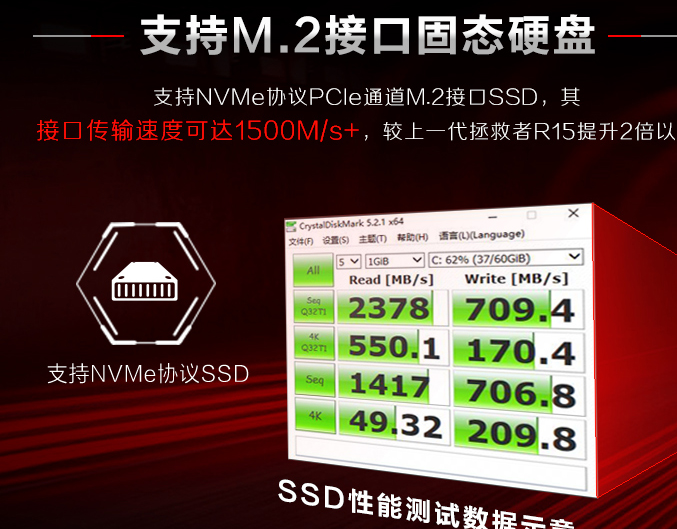 支持M.2接口固态硬盘
支持NVMe协议PCIe通道M.2接口SSD，其
接口传输速度可达1500M/s+，较上一代拯救者R15提升2倍以
CrystalDiskMark 5.2.1 x64
文件(F) 设置(S) 主题(T) 帮助(H) 语言(L)(Language)
All 5 1GiB C: 62% (37/60GiB)
Read [MB/s] Write [MB/s]
Seq Q32T1 2378 709.4
4K Q32T1 550.1 170.4
Seq 1417 706.8
4K 49.32 209.8
支持NVMe协议SSD
SSD性能测试数据示意